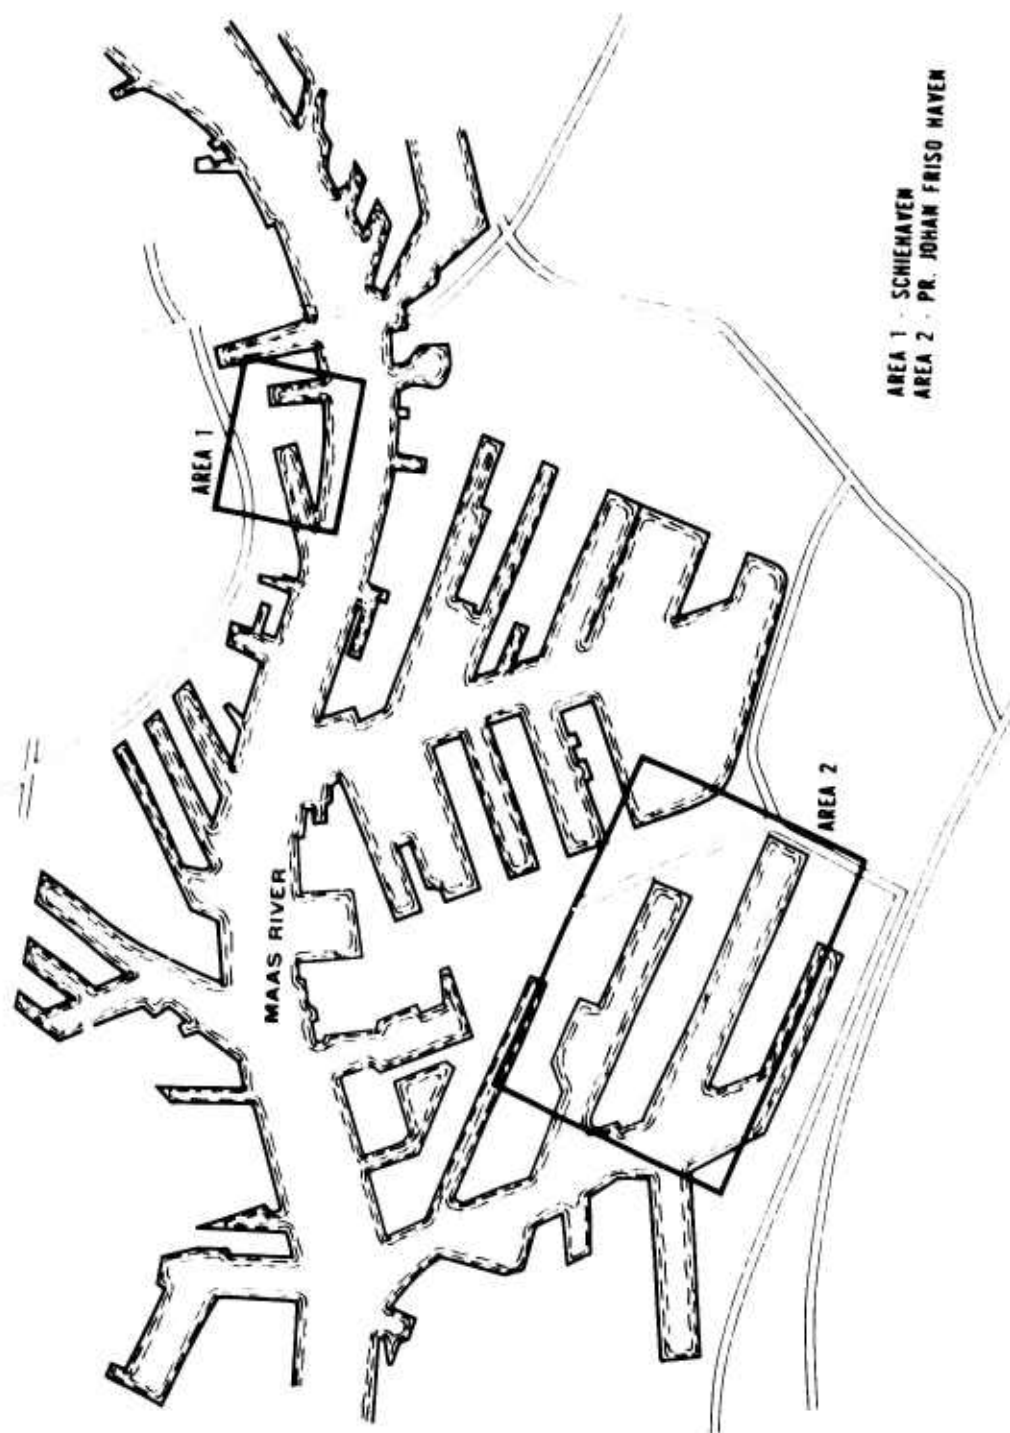 AREA 1
MAAS RIVER
AREA 2
AREA 1 - SCHIEHAVEN
AREA 2 - PR. JOHAN FRISO HAVEN